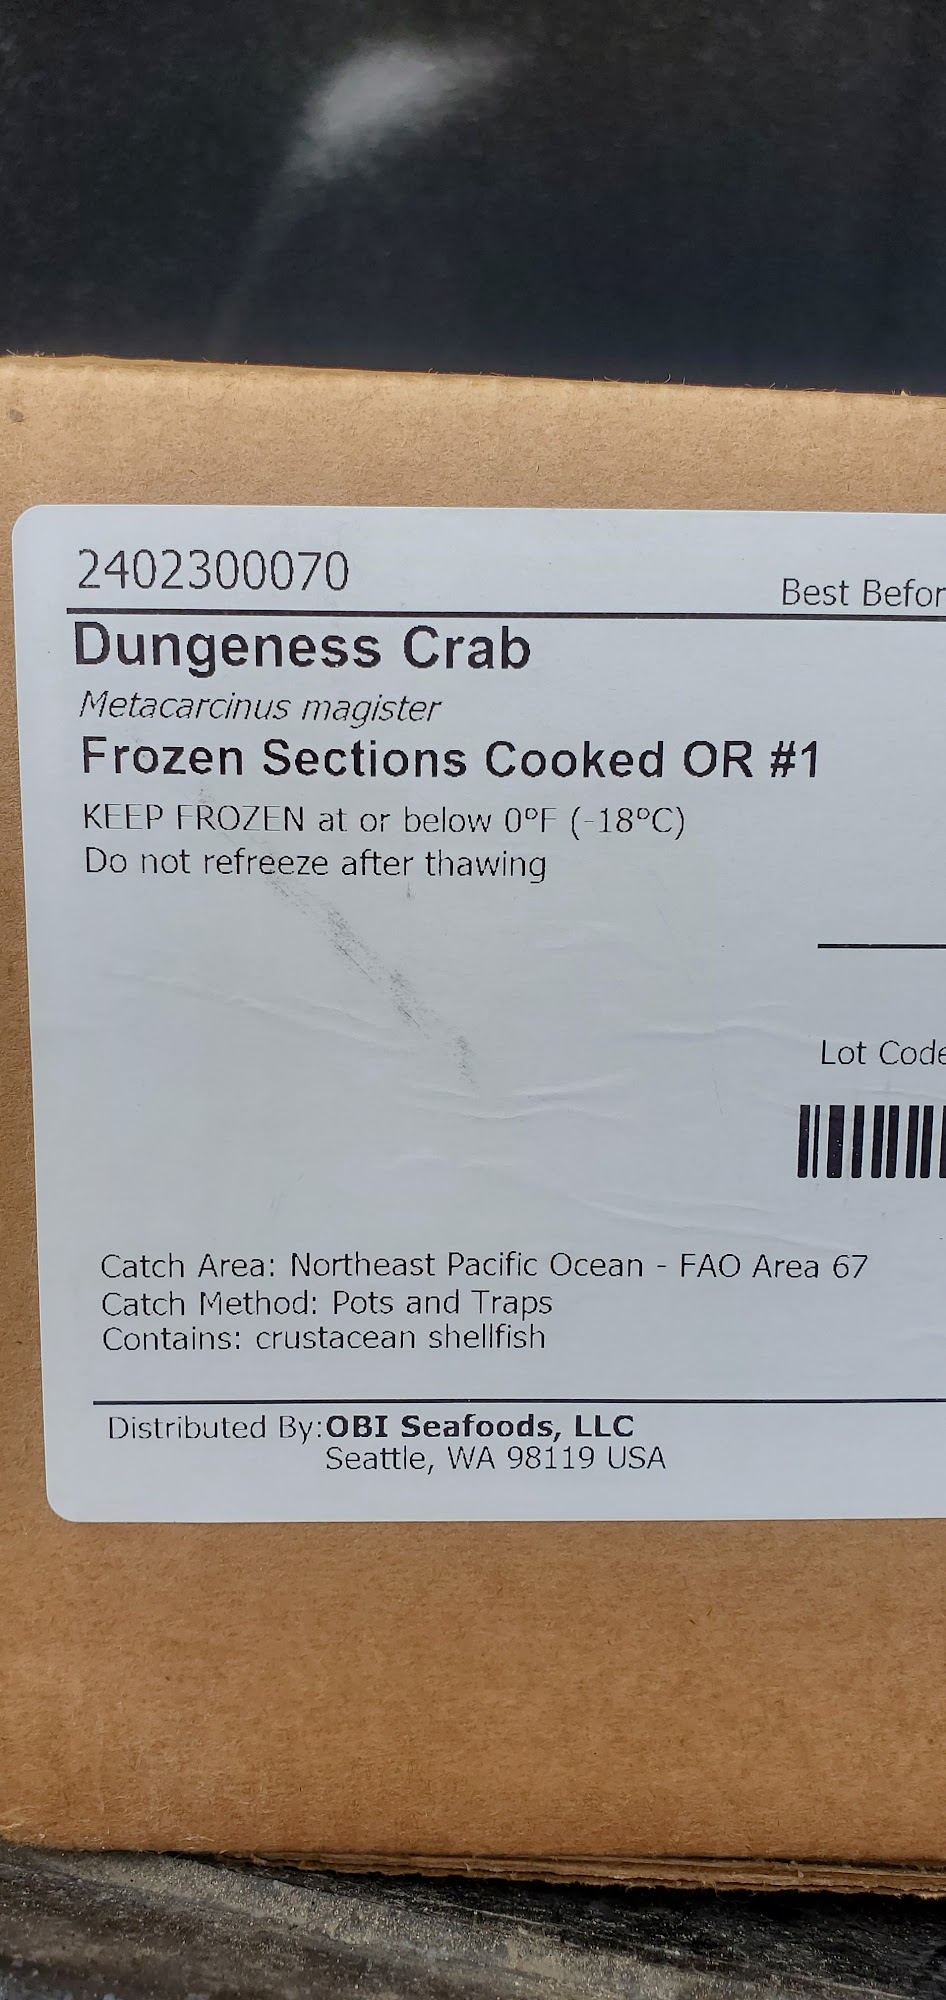 2402300070
Best Befor
Dungeness Crab
Metacarcinus magister
Frozen Sections Cooked OR #1
KEEP FROZEN at or below 0°F (-18°C)
Do not refreeze after thawing
Lot Code
Catch Area: Northeast Pacific Ocean - FAO Area 67
Catch Method: Pots and Traps
Contains: crustacean shellfish
Distributed By: OBI Seafoods, LLC
Seattle, WA 98119 USA